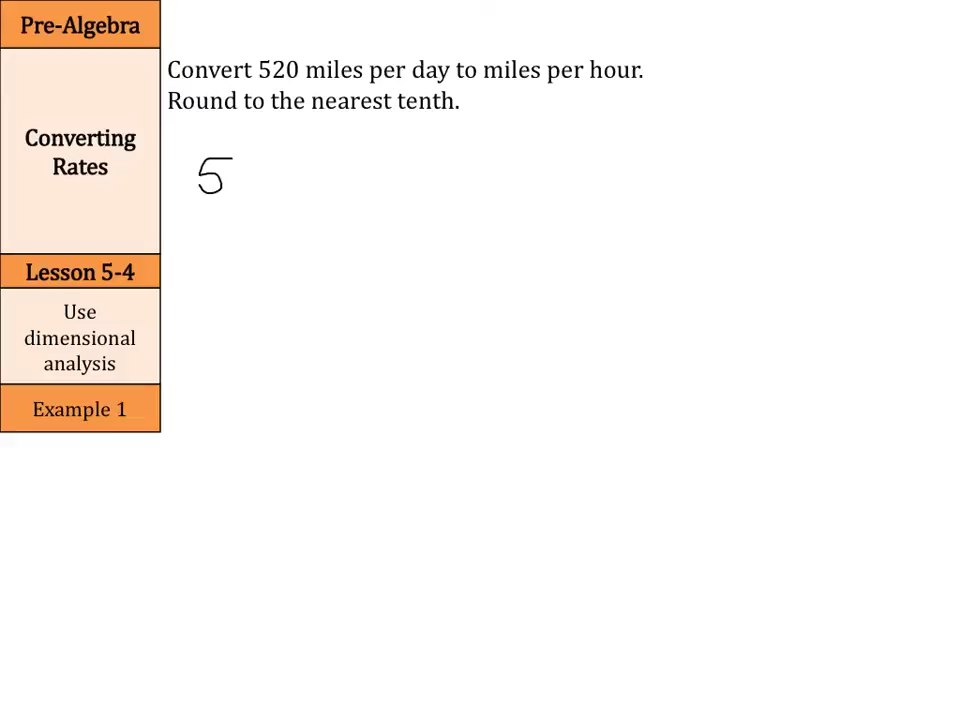 Pre-Algebra
Converting
Rates
Lesson 5-4
Use
dimensional
analysis
Example 1
Convert 520 miles per day to miles per hour.
Round to the nearest tenth.
5